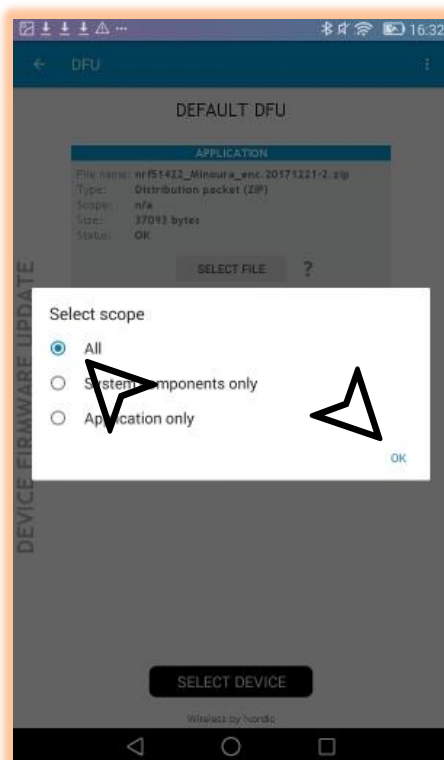 16:32
DFU
DEFAULT DFU
APPLICATION
File name: nrf51422_Minoura_enc.20171221-2.zip
Type: Distribution packet (ZIP)
Scope: n/a
Size: 37093 bytes
Status: OK
SELECT FILE ?
DEVICE FIRMWARE UPDATE
Select scope
All
System components only
Application only
OK
SELECT DEVICE
Wireless by Nordic